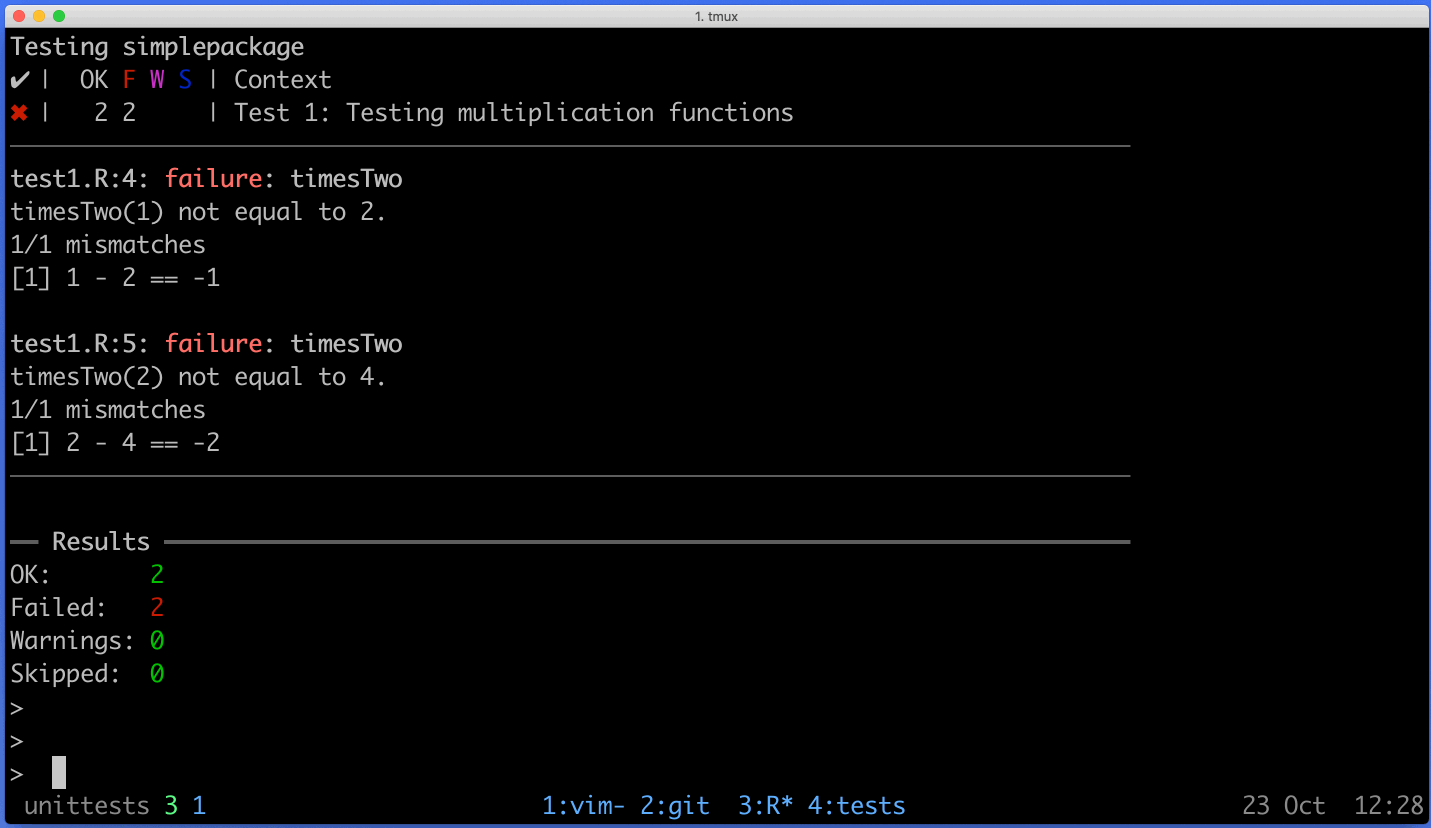 1. tmux
Testing simplepackage
✔ | OK F W S | Context
✖ | 2 2 | Test 1: Testing multiplication functions
test1.R:4: failure: timesTwo
timesTwo(1) not equal to 2.
1/1 mismatches
[1] 1 - 2 == -1
test1.R:5: failure: timesTwo
timesTwo(2) not equal to 4.
1/1 mismatches
[1] 2 - 4 == -2
══ Results ══
OK: 2
Failed: 2
Warnings: 0
Skipped: 0
>
>
>
unittests 3 1 1:vim- 2:git 3:R* 4:tests 23 Oct 12:28